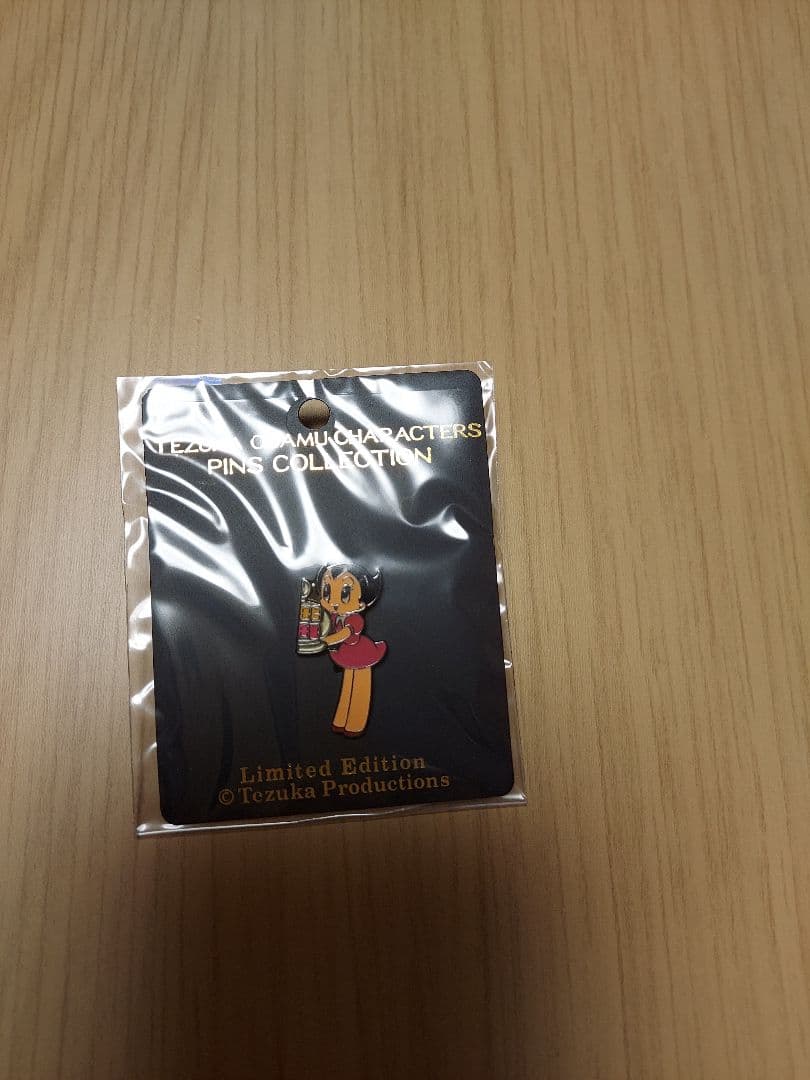 TEZUKA OSAMU CHARACTERS
PINS COLLECTION
Limited Edition
© Tezuka Productions